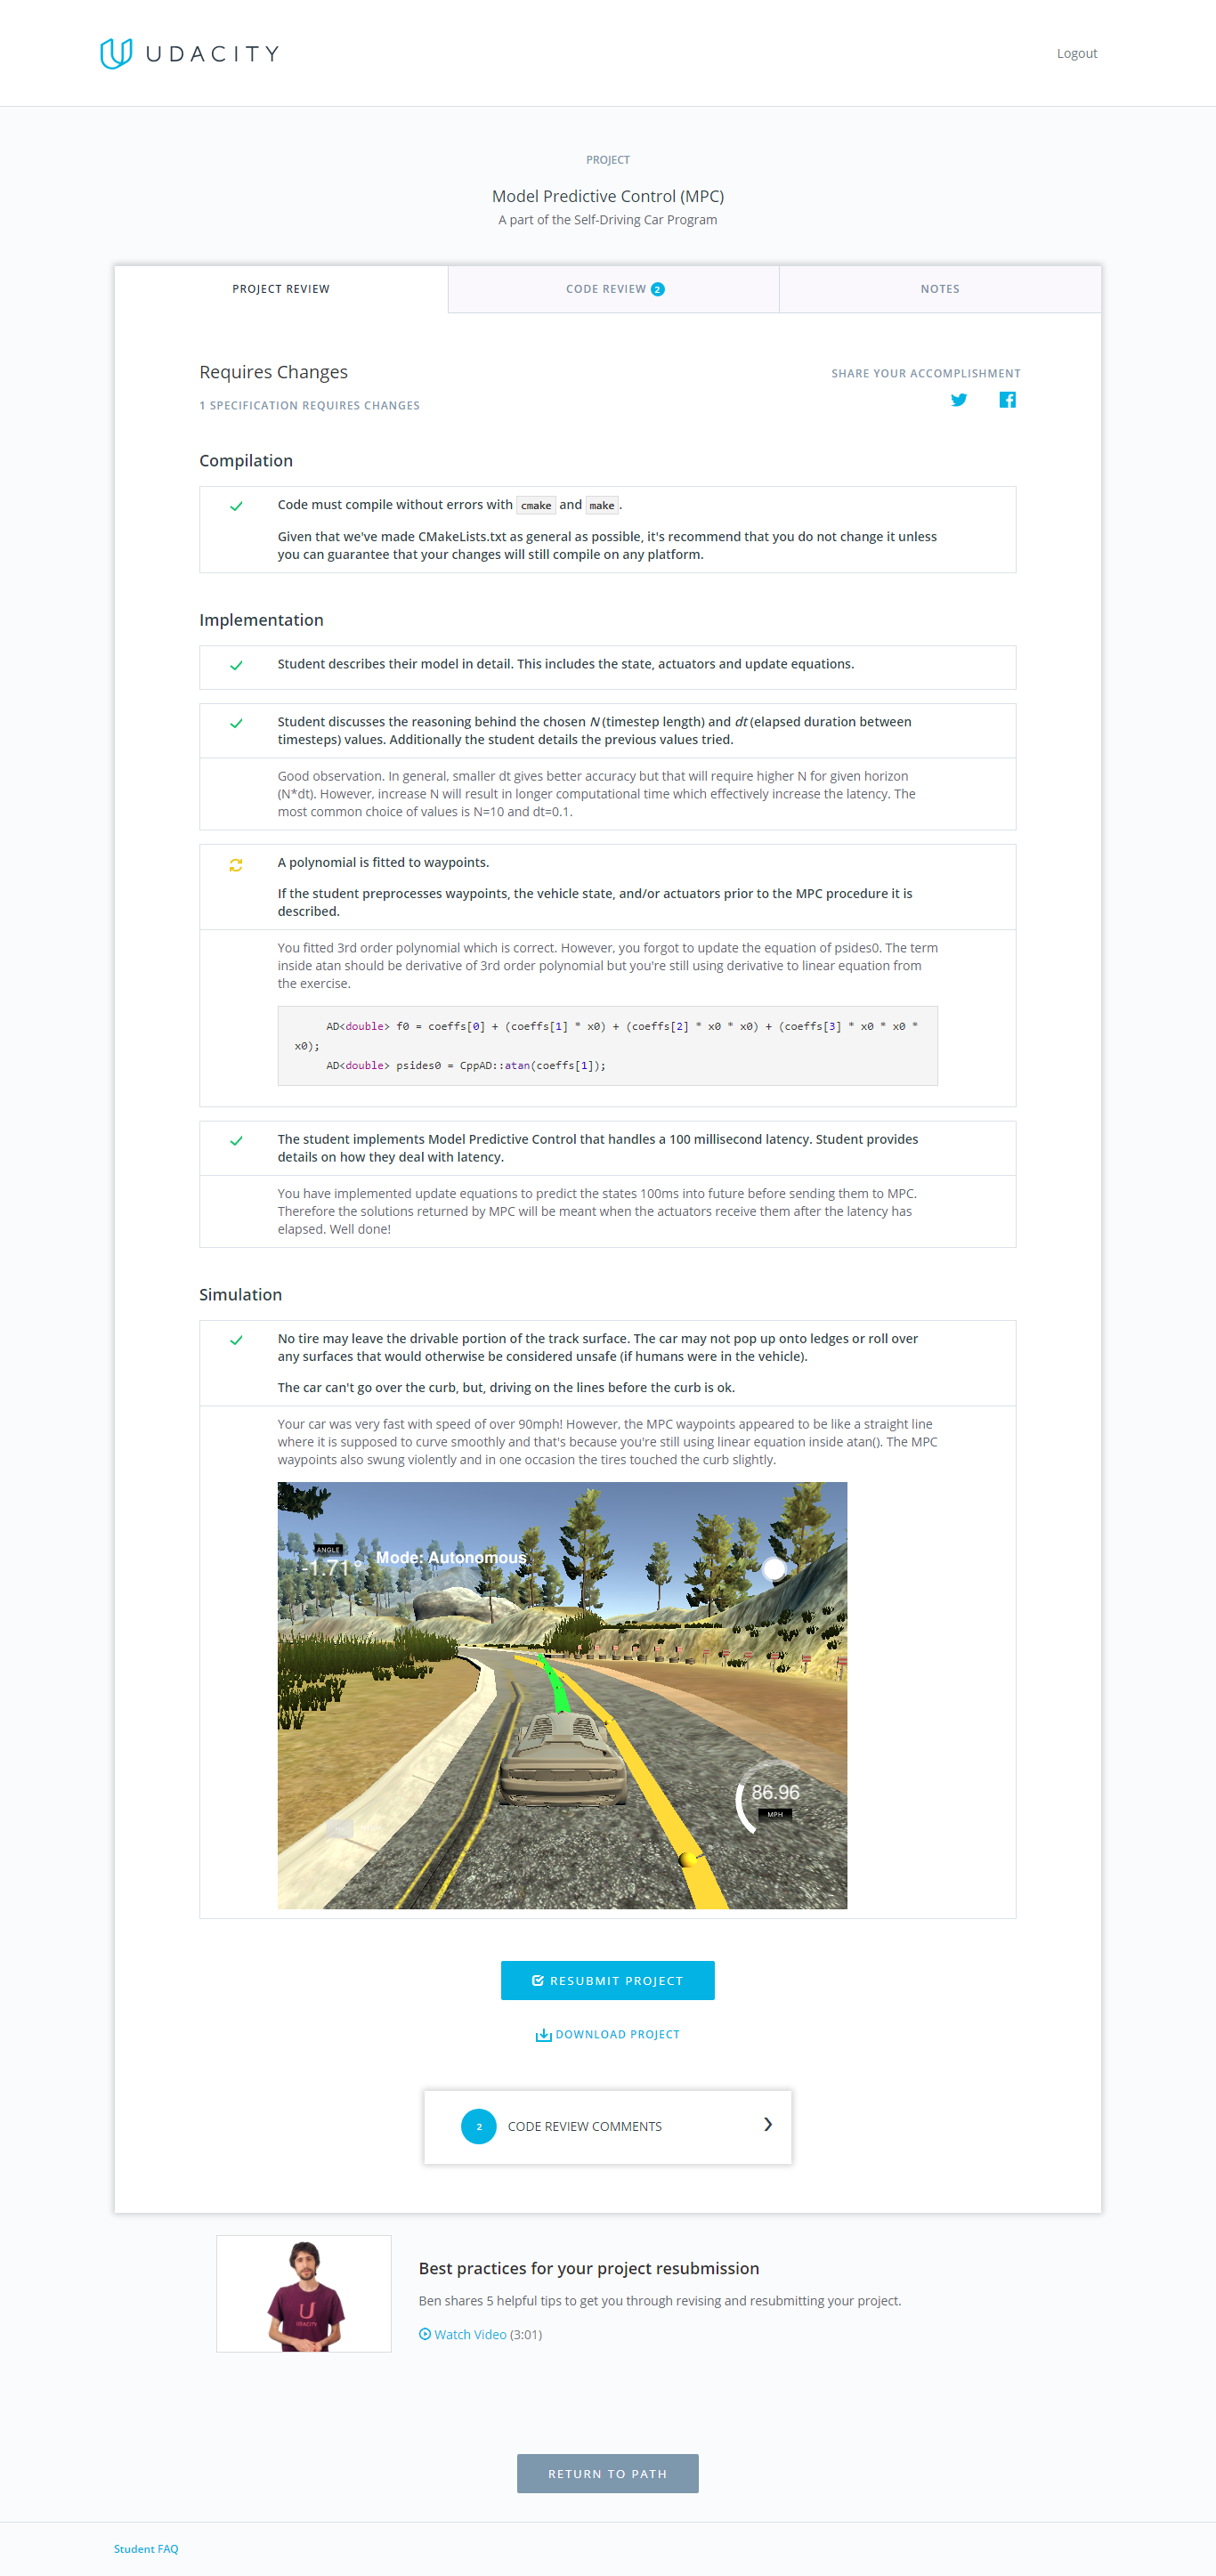 UDACITY
Logout
PROJECT
Model Predictive Control (MPC)
A part of the Self-Driving Car Program
PROJECT REVIEW
CODE REVIEW 2
NOTES
Requires Changes
SHARE YOUR ACCOMPLISHMENT
1 SPECIFICATION REQUIRES CHANGES
Compilation
Code must compile without errors with cmake and make.
Given that we've made CMakeLists.txt as general as possible, it's recommend that you do not change it unless
you can guarantee that your changes will still compile on any platform.
Implementation
Student describes their model in detail. This includes the state, actuators and update equations.
Student discusses the reasoning behind the chosen N (timestep length) and dt (elapsed duration between
timesteps) values. Additionally the student details the previous values tried.
Good observation. In general, smaller dt gives better accuracy but that will require higher N for given horizon
(N*dt). However, increase N will result in longer computational time which effectively increase the latency. The
most common choice of values is N=10 and dt=0.1.
A polynomial is fitted to waypoints.
If the student preprocesses waypoints, the vehicle state, and/or actuators prior to the MPC procedure it is
described.
You fitted 3rd order polynomial which is correct. However, you forgot to update the equation of psides0. The term
inside atan should be derivative of 3rd order polynomial but you're still using derivative to linear equation from
the exercise.
AD<double> f0 = coeffs[0] + (coeffs[1] * x0) + (coeffs[2] * x0 * x0) + (coeffs[3] * x0 * x0 *
x0);
AD<double> psides0 = CppAD::atan(coeffs[1]);
The student implements Model Predictive Control that handles a 100 millisecond latency. Student provides
details on how they deal with latency.
You have implemented update equations to predict the states 100ms into future before sending them to MPC.
Therefore the solutions returned by MPC will be meant when the actuators receive them after the latency has
elapsed. Well done!
Simulation
No tire may leave the drivable portion of the track surface. The car may not pop up onto ledges or roll over
any surfaces that would otherwise be considered unsafe (if humans were in the vehicle).
The car can't go over the curb, but, driving on the lines before the curb is ok.
Your car was very fast with speed of over 90mph! However, the MPC waypoints appeared to be like a straight line
where it is supposed to curve smoothly and that's because you're still using linear equation inside atan(). The MPC
waypoints also swung violently and in one occasion the tires touched the curb slightly.
ANGLE
-1.71°
Mode: Autonomous
86.96
MPH
RESUBMIT PROJECT
DOWNLOAD PROJECT
2 CODE REVIEW COMMENTS
UDACITY
Best practices for your project resubmission
Ben shares 5 helpful tips to get you through revising and resubmitting your project.
Watch Video (3:01)
RETURN TO PATH
Student FAQ